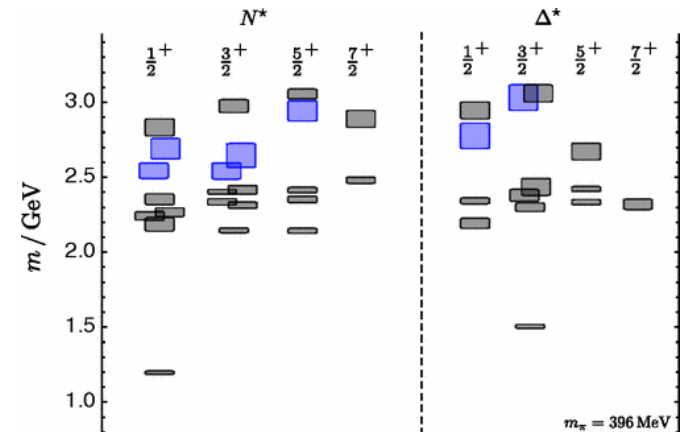 N⋆ Δ⋆
1/2+ 3/2+ 5/2+ 7/2+ 1/2+ 3/2+ 5/2+ 7/2+
3.0
2.5
2.0
1.5
1.0
m / GeV
mπ = 396 MeV